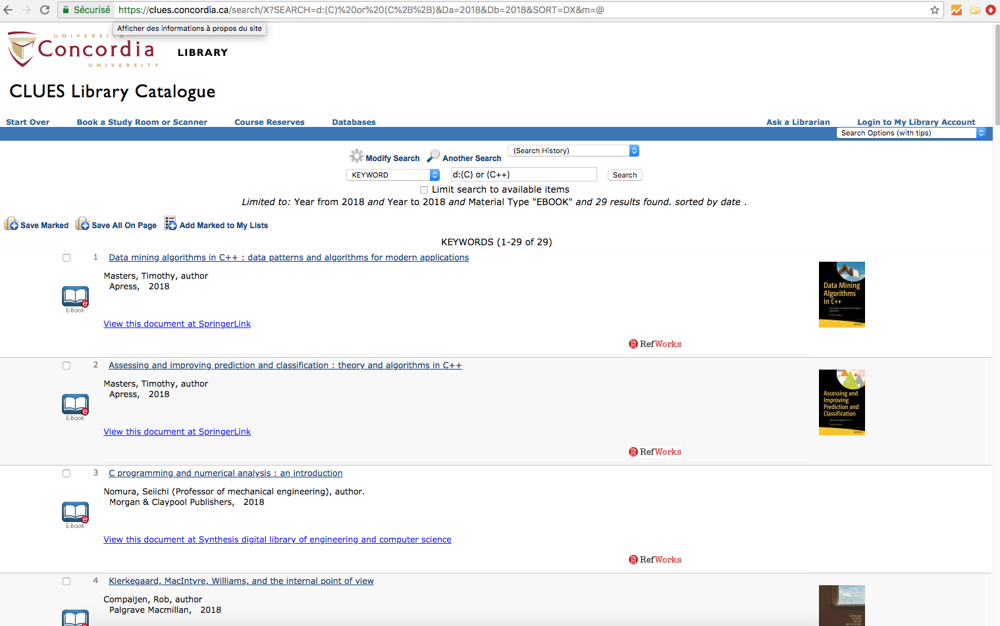 Sécurisé https://clues.concordia.ca/search/X?SEARCH=d:(C)%20or%20(C%2B%2B)&Da=2018&Db=2018&SORT=DX&m=@
Afficher des informations à propos du site
UNIVERSITÉ
Concordia
UNIVERSITY
LIBRARY
CLUES Library Catalogue
Start Over Book a Study Room or Scanner Course Reserves Databases Ask a Librarian Login to My Library Account
Search Options (with tips)
Modify Search Another Search (Search History)
KEYWORD d:(C) or (C++) Search
Limit search to available items
Limited to: Year from 2018 and Year to 2018 and Material Type "EBOOK" and 29 results found. sorted by date .
Save Marked Save All On Page Add Marked to My Lists
KEYWORDS (1-29 of 29)
1 Data mining algorithms in C++ : data patterns and algorithms for modern applications
Masters, Timothy, author
Apress, 2018
E-Book
View this document at SpringerLink
RefWorks
Data Mining
Algorithms
in C++
2 Assessing and improving prediction and classification : theory and algorithms in C++
Masters, Timothy, author
Apress, 2018
E-Book
View this document at SpringerLink
RefWorks
Assessing and
Improving
Prediction and
Classification
3 C programming and numerical analysis : an introduction
Nomura, Seiichi (Professor of mechanical engineering), author.
Morgan & Claypool Publishers, 2018
E-Book
View this document at Synthesis digital library of engineering and computer science
RefWorks
4 Kierkegaard, MacIntyre, Williams, and the internal point of view
Compaijen, Rob, author
Palgrave Macmillan, 2018